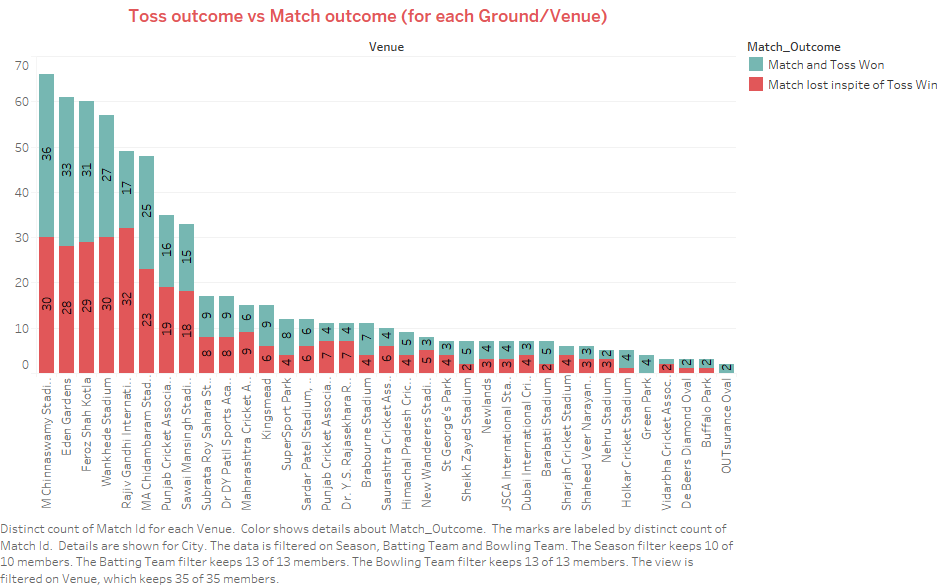 Toss outcome vs Match outcome (for each Ground/Venue)
Venue
Match_Outcome
Match and Toss Won
Match lost inspite of Toss Win
70
60
50
40
30
20
10
0
36
30
33
28
31
29
27
30
17
32
25
23
16
19
15
18
9
8
9
8
6
9
9
6
8
4
6
6
4
7
4
7
7
4
4
6
5
4
3
5
3
4
5
2
4
3
4
3
3
4
5
2
4
3
3
2
3
4
4
2
2
2
2
M Chinnaswamy Stadi..
Eden Gardens
Feroz Shah Kotla
Wankhede Stadium
Rajiv Gandhi Internati..
MA Chidambaram Stad..
Punjab Cricket Associa..
Sawai Mansingh Stadi..
Subrata Roy Sahara St..
Dr DY Patil Sports Aca..
Maharashtra Cricket A..
Kingsmead
SuperSport Park
Sardar Patel Stadium, ..
Punjab Cricket Associa..
Dr. Y.S. Rajasekhara R..
Brabourne Stadium
Saurashtra Cricket Ass..
Himachal Pradesh Cric..
New Wanderers Stadi..
St George's Park
Sheikh Zayed Stadium
Newlands
JSCA International Sta..
Dubai International Cri..
Barabati Stadium
Sharjah Cricket Stadium
Shaheed Veer Narayan..
Nehru Stadium
Holkar Cricket Stadium
Green Park
Vidarbha Cricket Assoc..
De Beers Diamond Oval
Buffalo Park
OUTsurance Oval
Distinct count of Match Id for each Venue.  Color shows details about Match_Outcome.  The marks are labeled by distinct count of
Match Id.  Details are shown for City. The data is filtered on Season, Batting Team and Bowling Team. The Season filter keeps 10 of
10 members. The Batting Team filter keeps 13 of 13 members. The Bowling Team filter keeps 13 of 13 members. The view is
filtered on Venue, which keeps 35 of 35 members.